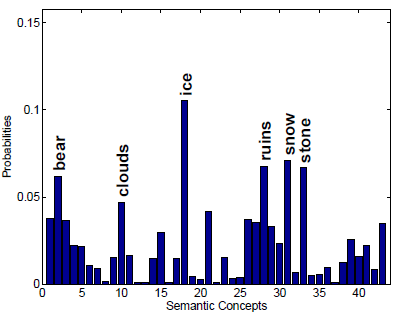 0.15
0.1
0.05
0
Probabilities
bear
clouds
ice
ruins
snow
stone
0 5 10 15 20 25 30 35 40
Semantic Concepts